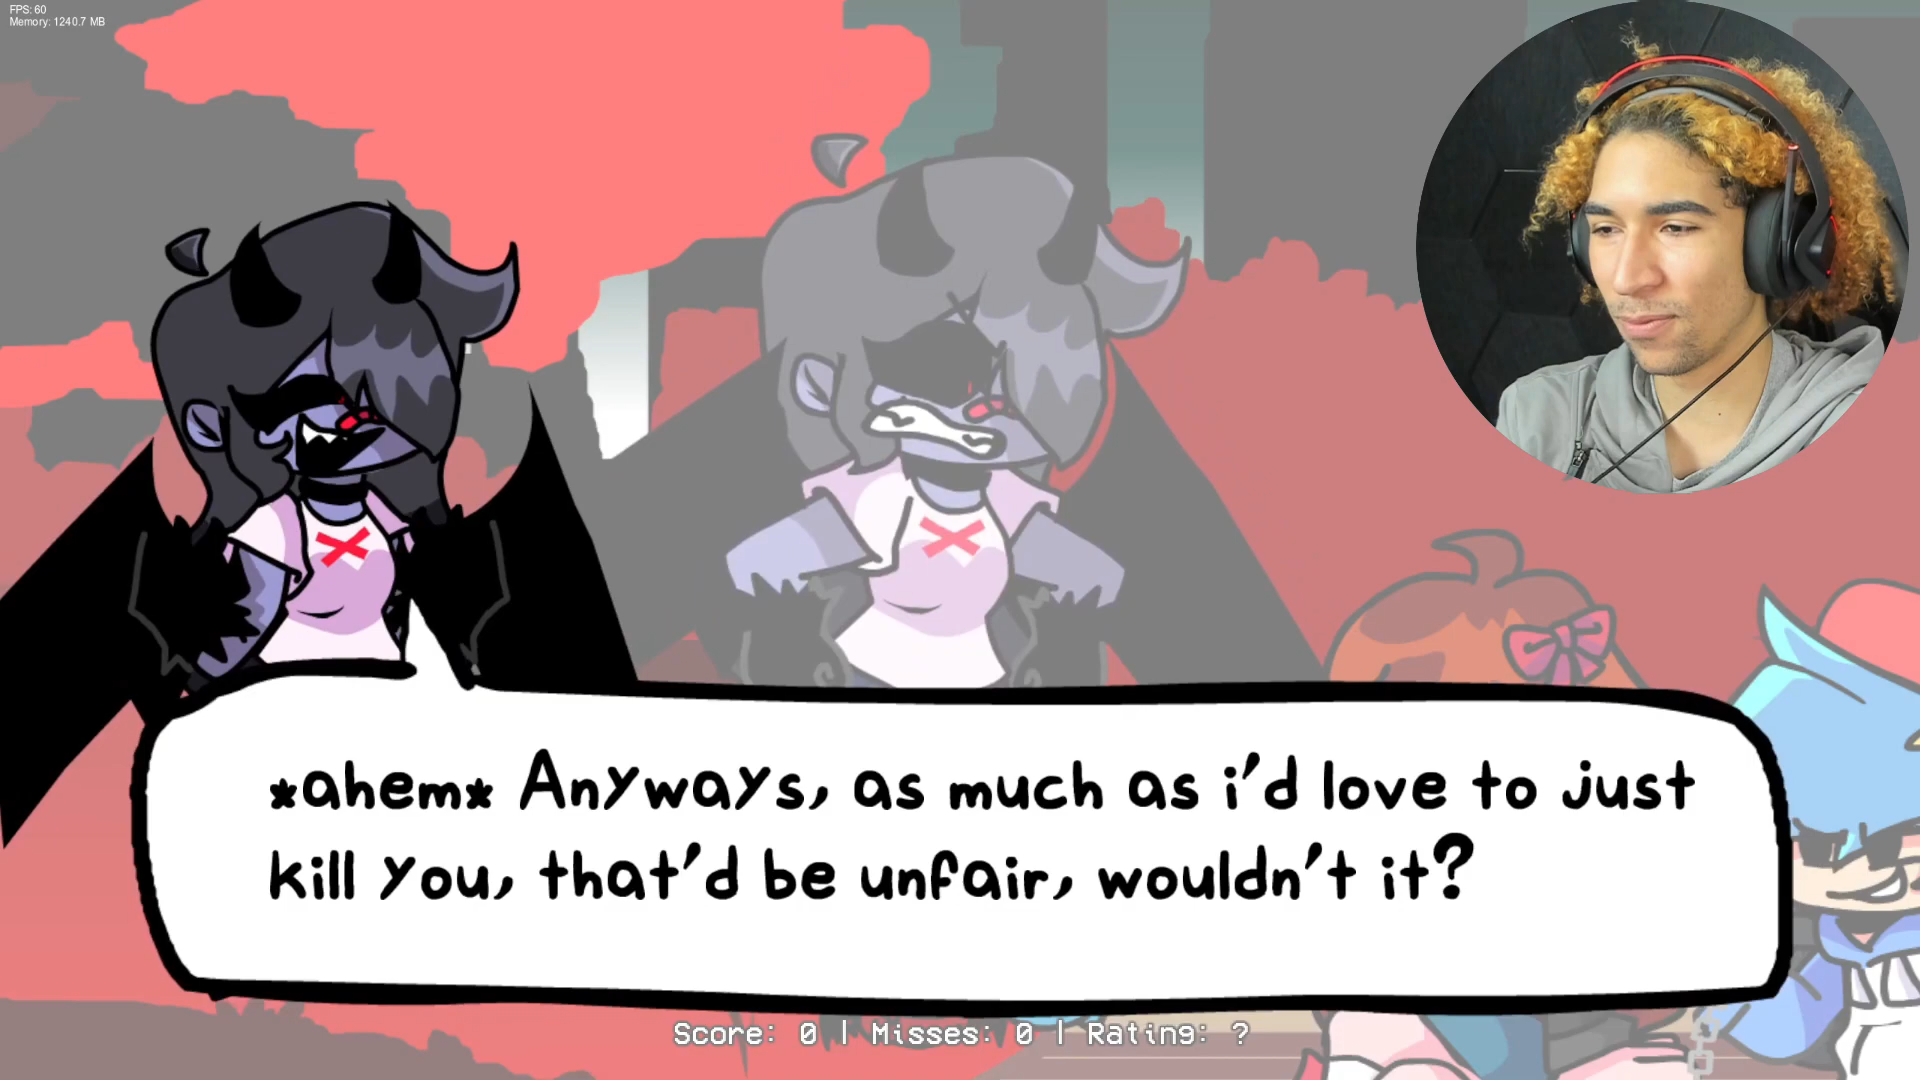 FPS: 60
Memory: 1240.7 MB
*ahem* Anyways, as much as i'd love to just
kill you, that'd be unfair, wouldn't it?
Score: 0 | Misses: 0 | Rating: ?